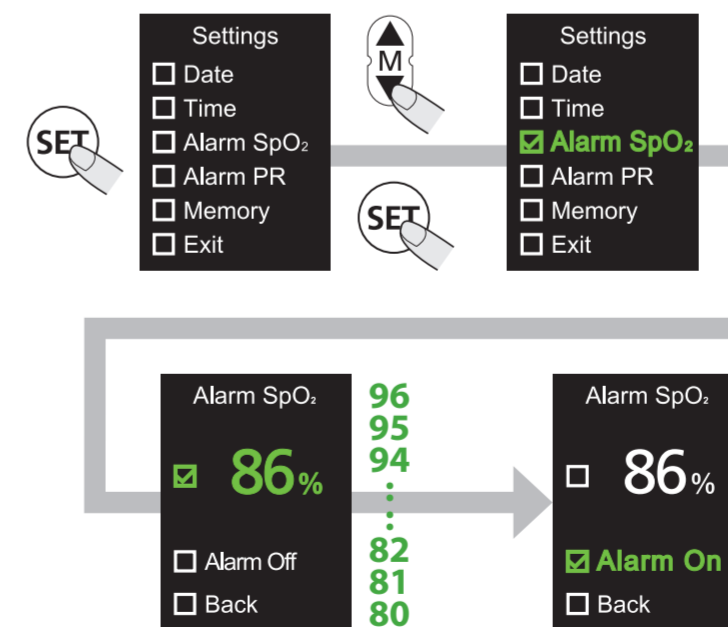 SET
Settings
Date
Time
Alarm SpO₂
Alarm PR
Memory
Exit
M
SET
Settings
Date
Time
Alarm SpO₂
Alarm PR
Memory
Exit
Alarm SpO₂
86%
Alarm Off
Back
96
95
94
82
81
80
Alarm SpO₂
86%
Alarm On
Back